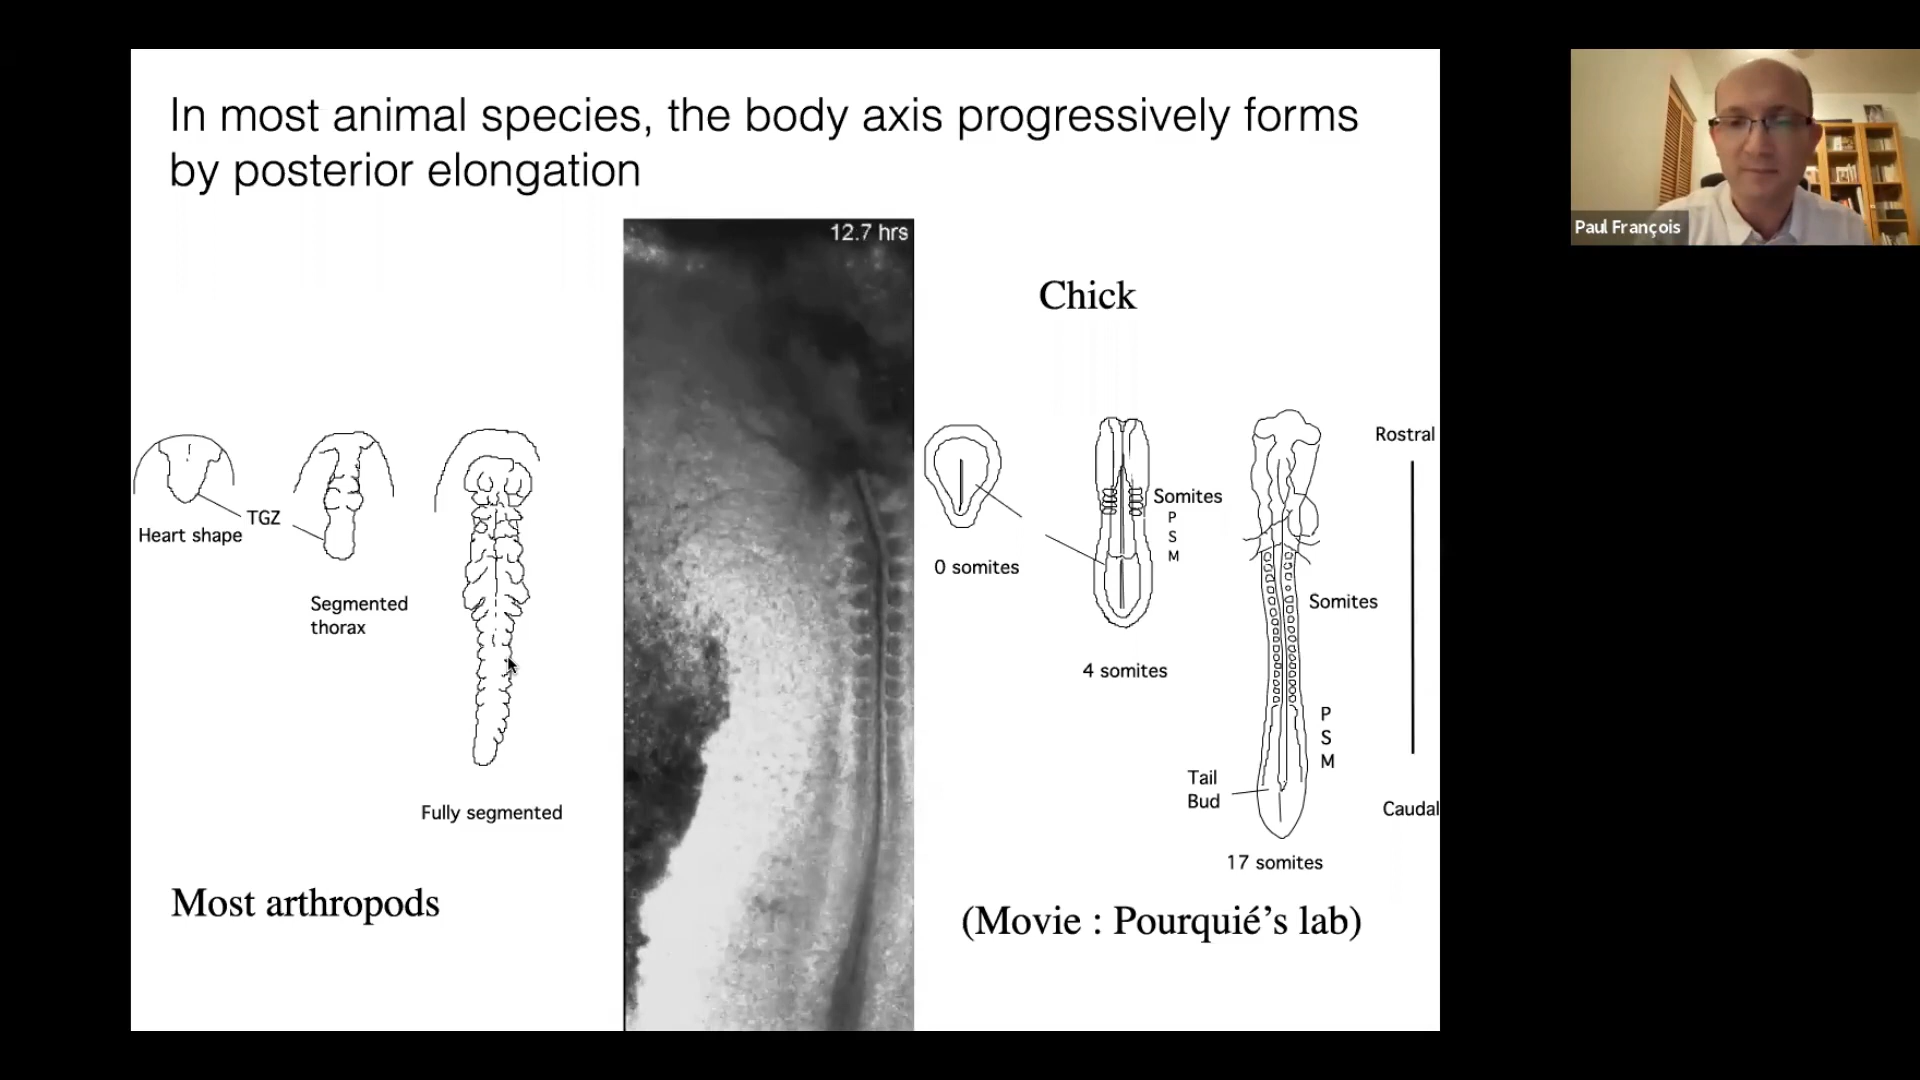 In most animal species, the body axis progressively forms
by posterior elongation
12.7 hrs
Paul François
Chick
Rostral
Somites
P
S
M
TGZ
Heart shape
0 somites
Segmented
thorax
Somites
4 somites
P
S
M
Tail
Bud
Caudal
Fully segmented
17 somites
Most arthropods
(Movie : Pourquié’s lab)